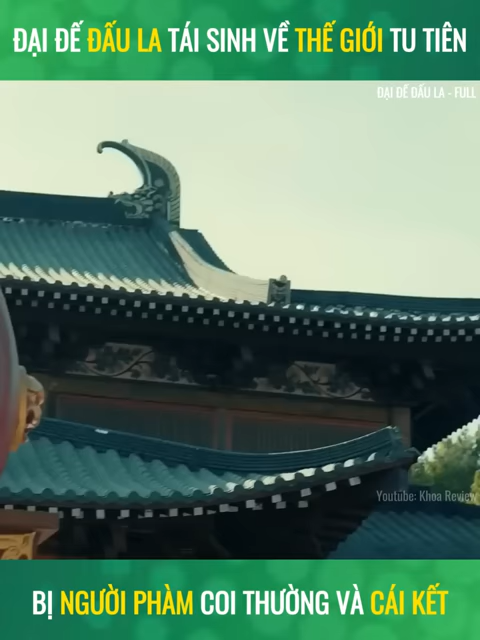 ĐẠI ĐẾ ĐẤU LA TÁI SINH VỀ THẾ GIỚI TU TIÊN
ĐẠI ĐẾ ĐẤU LA - FULL
Youtube: Khoa Review
BỊ NGƯỜI PHÀM COI THƯỜNG VÀ CÁI KẾT